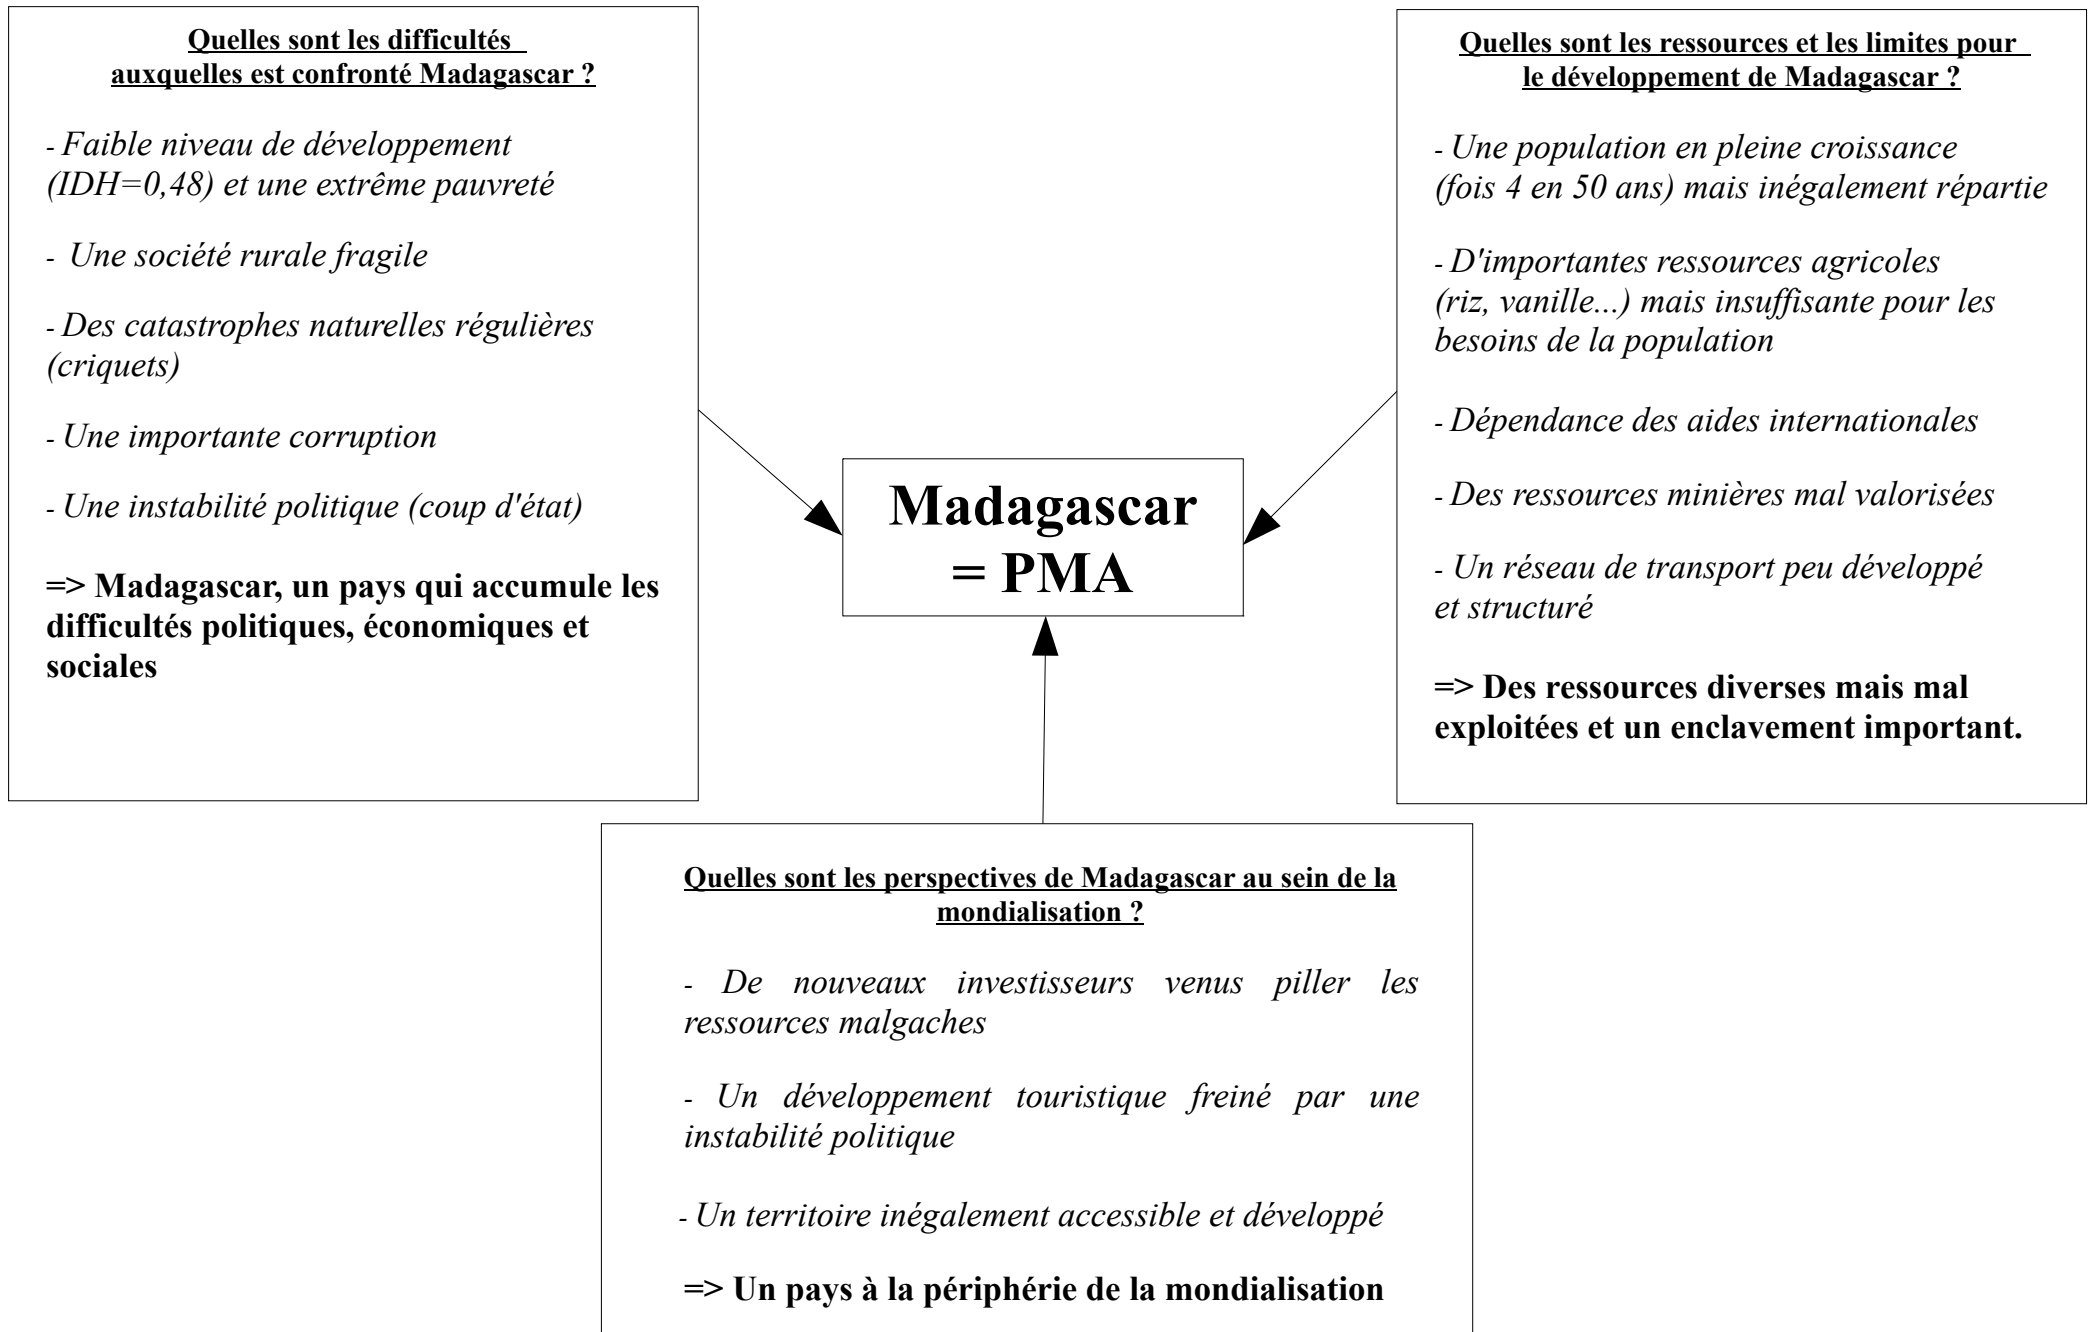 Quelles sont les difficultés
auxquelles est confronté Madagascar ?
- Faible niveau de développement
(IDH=0,48) et une extrême pauvreté
- Une société rurale fragile
- Des catastrophes naturelles régulières
(criquets)
- Une importante corruption
- Une instabilité politique (coup d'état)
=> Madagascar, un pays qui accumule les
difficultés politiques, économiques et
sociales
Madagascar
= PMA
Quelles sont les ressources et les limites pour
le développement de Madagascar ?
- Une population en pleine croissance
(fois 4 en 50 ans) mais inégalement répartie
- D'importantes ressources agricoles
(riz, vanille...) mais insuffisante pour les
besoins de la population
- Dépendance des aides internationales
- Des ressources minières mal valorisées
- Un réseau de transport peu développé
et structuré
=> Des ressources diverses mais mal
exploitées et un enclavement important.
Quelles sont les perspectives de Madagascar au sein de la
mondialisation ?
- De nouveaux investisseurs venus piller les
ressources malgaches
- Un développement touristique freiné par une
instabilité politique
- Un territoire inégalement accessible et développé
=> Un pays à la périphérie de la mondialisation